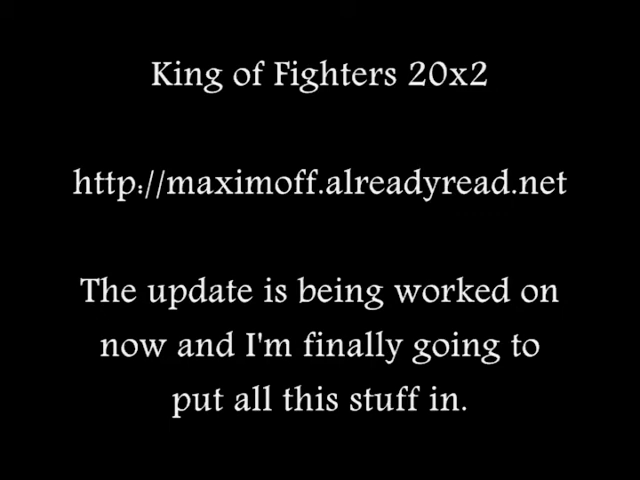 King of Fighters 20x2
http://maximoff.alreadyread.net
The update is being worked on
now and I'm finally going to
put all this stuff in.